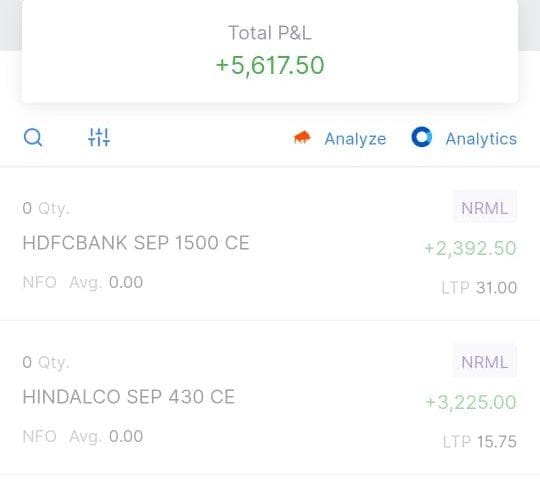 Total P&L
+5,617.50
Analyze Analytics
0 Qty. NRML
HDFCBANK SEP 1500 CE +2,392.50
NFO Avg. 0.00 LTP 31.00
0 Qty. NRML
HINDALCO SEP 430 CE +3,225.00
NFO Avg. 0.00 LTP 15.75